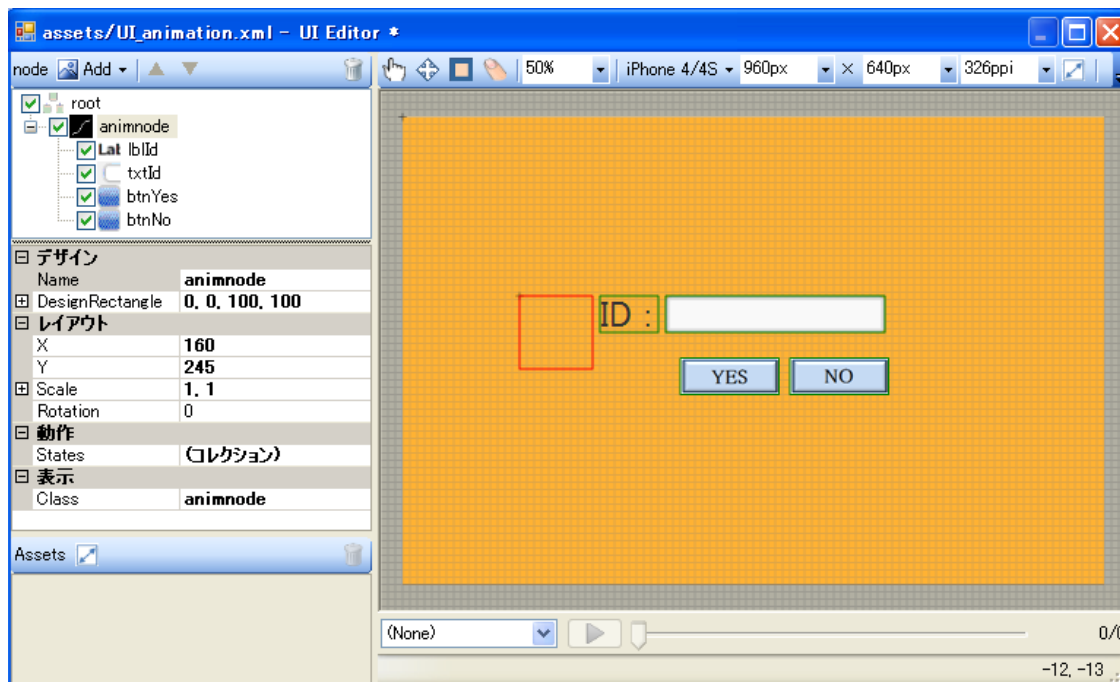 assets/UI_animation.xml - UI Editor *
node Add
50% iPhone 4/4S 960px × 640px 326ppi
root
animnode
Lab lblId
txtId
btnYes
btnNo
デザイン
Name animnode
DesignRectangle 0, 0, 100, 100
レイアウト
X 160
Y 245
Scale 1, 1
Rotation 0
動作
States (コレクション)
表示
Class animnode
Assets
ID :
YES NO
(None) 0/0
-12, -13